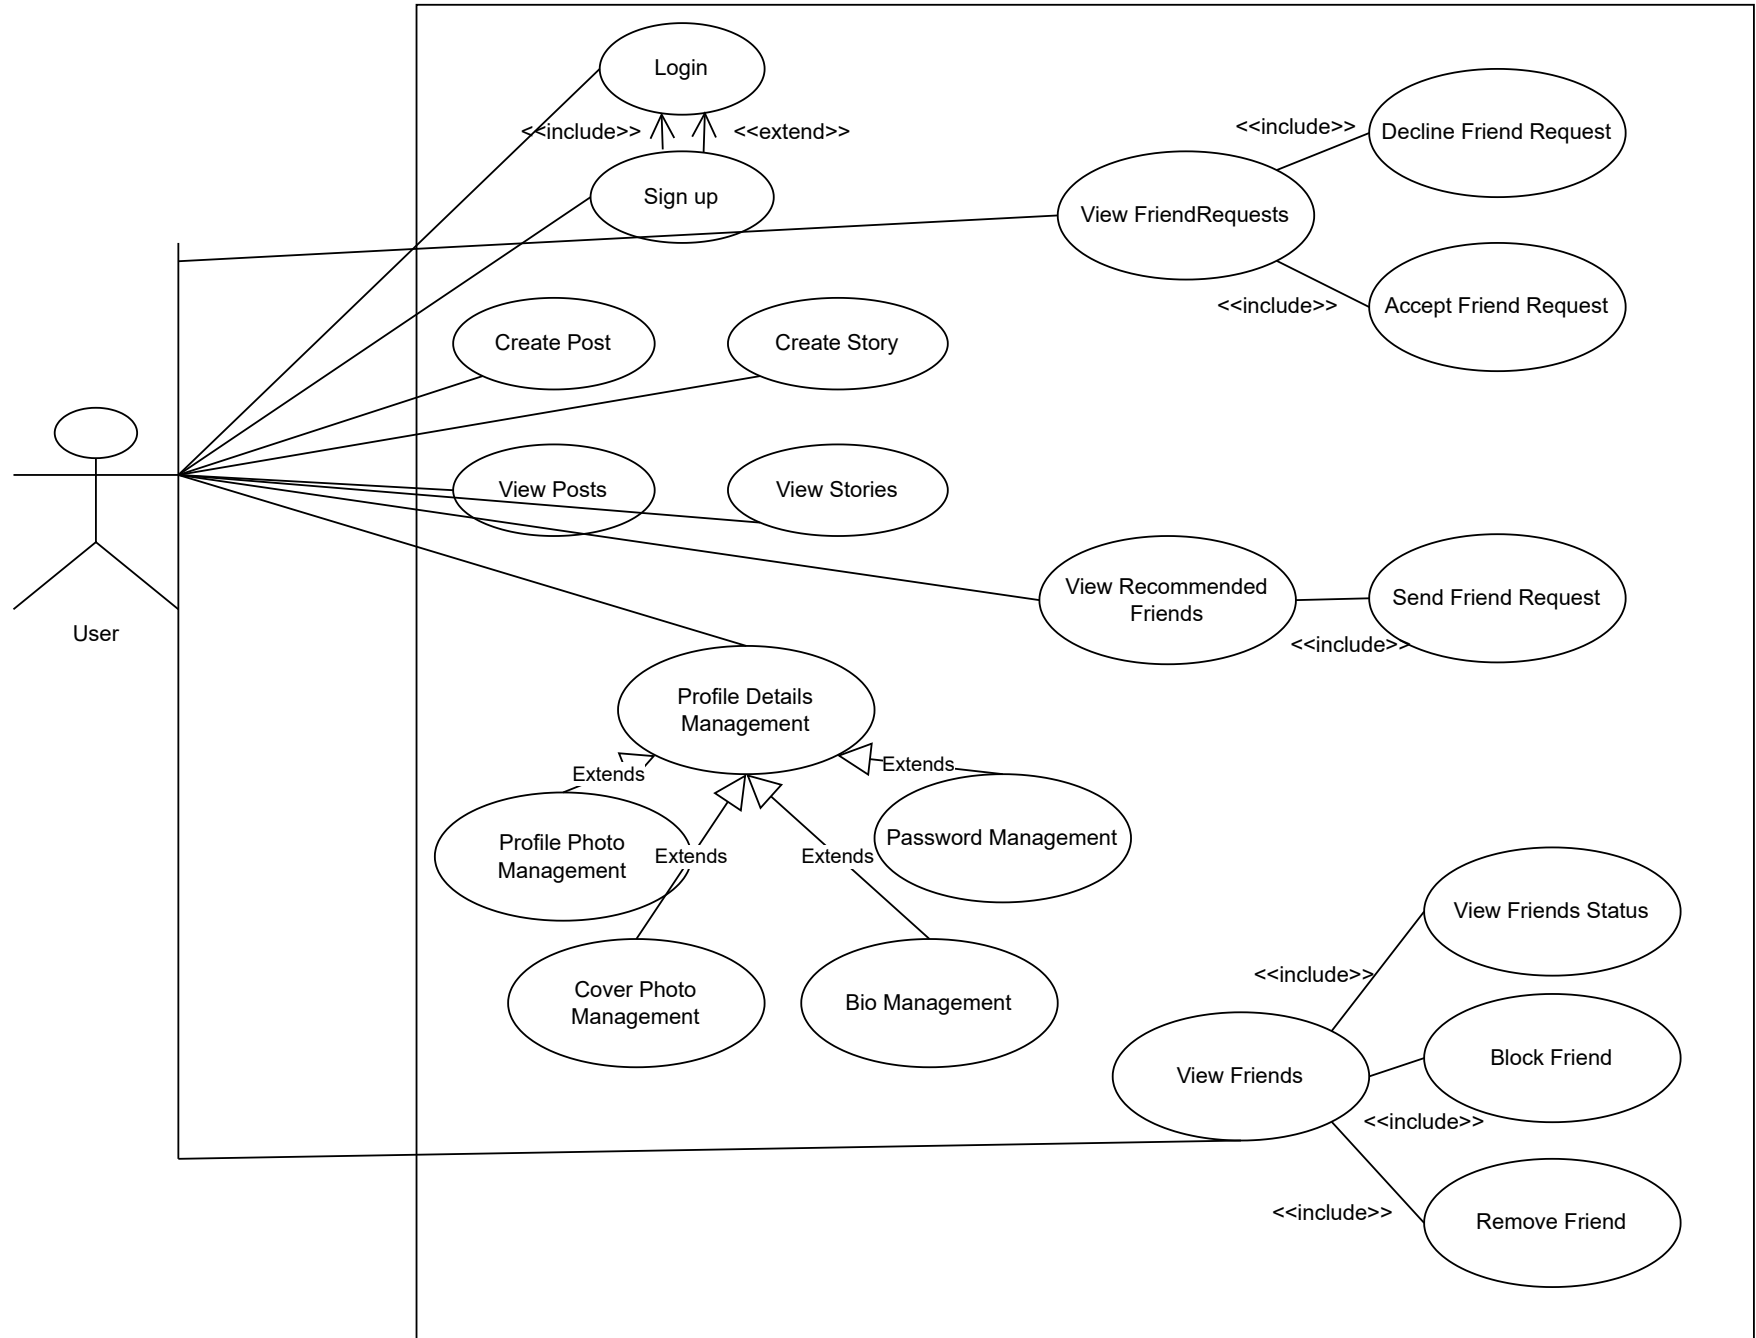 Login
<<include>>
<<extend>>
Sign up
<<include>>
Decline Friend Request
View FriendRequests
<<include>>
Accept Friend Request
Create Post
Create Story
View Posts
View Stories
User
View Recommended
Friends
Send Friend Request
<<include>>
Profile Details
Management
Extends
Extends
Profile Photo
Management
Extends
Extends
Password Management
Cover Photo
Management
Bio Management
View Friends Status
<<include>>
View Friends
Block Friend
<<include>>
<<include>>
Remove Friend